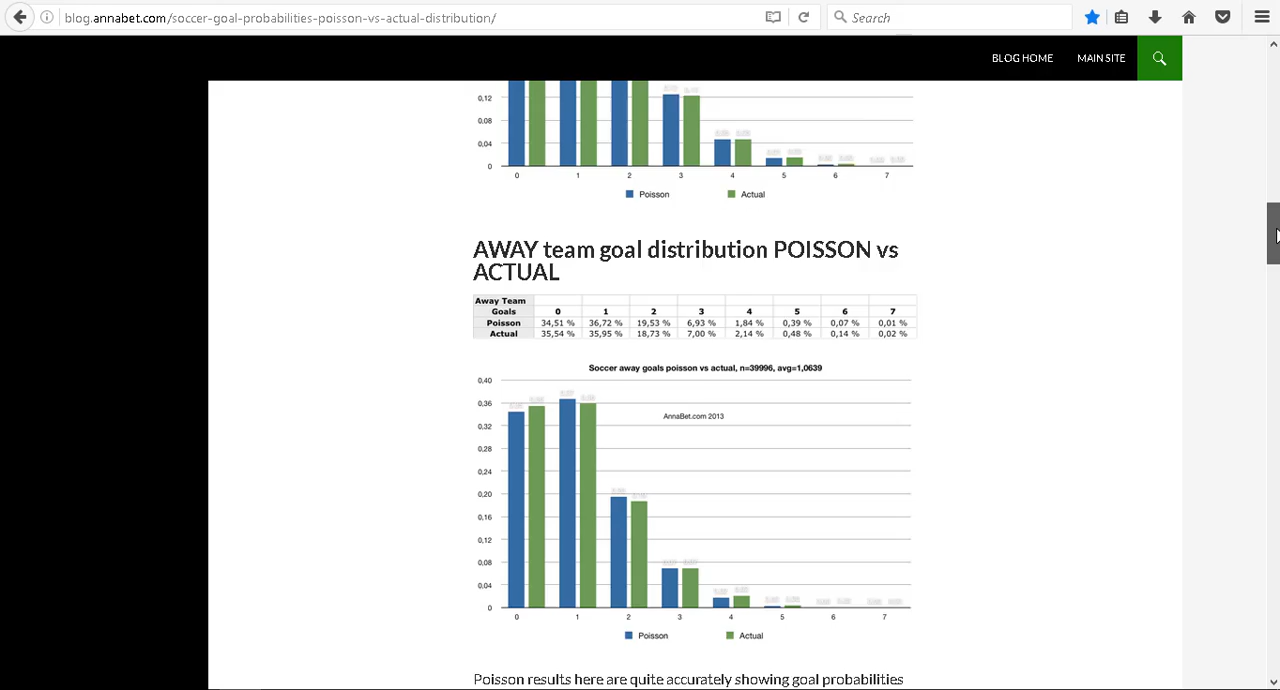 blog.annabet.com/soccer-goal-probabilities-poisson-vs-actual-distribution/
Search
BLOG HOME MAIN SITE
0,12
0,08
0,04
0
0 1 2 3 4 5 6 7
Poisson Actual
AWAY team goal distribution POISSON vs
ACTUAL
Away Team
Goals 0 1 2 3 4 5 6 7
Poisson 34,51 % 36,72 % 19,53 % 6,93 % 1,84 % 0,39 % 0,07 % 0,01 %
Actual 35,54 % 35,95 % 18,73 % 7,00 % 2,14 % 0,48 % 0,14 % 0,02 %
Soccer away goals poisson vs actual, n=39996, avg=1,0639
0,40
0,36
AnnaBet.com 2013
0,32
0,28
0,24
0,20
0,16
0,12
0,08
0,04
0
0 1 2 3 4 5 6 7
Poisson Actual
Poisson results here are quite accurately showing goal probabilities